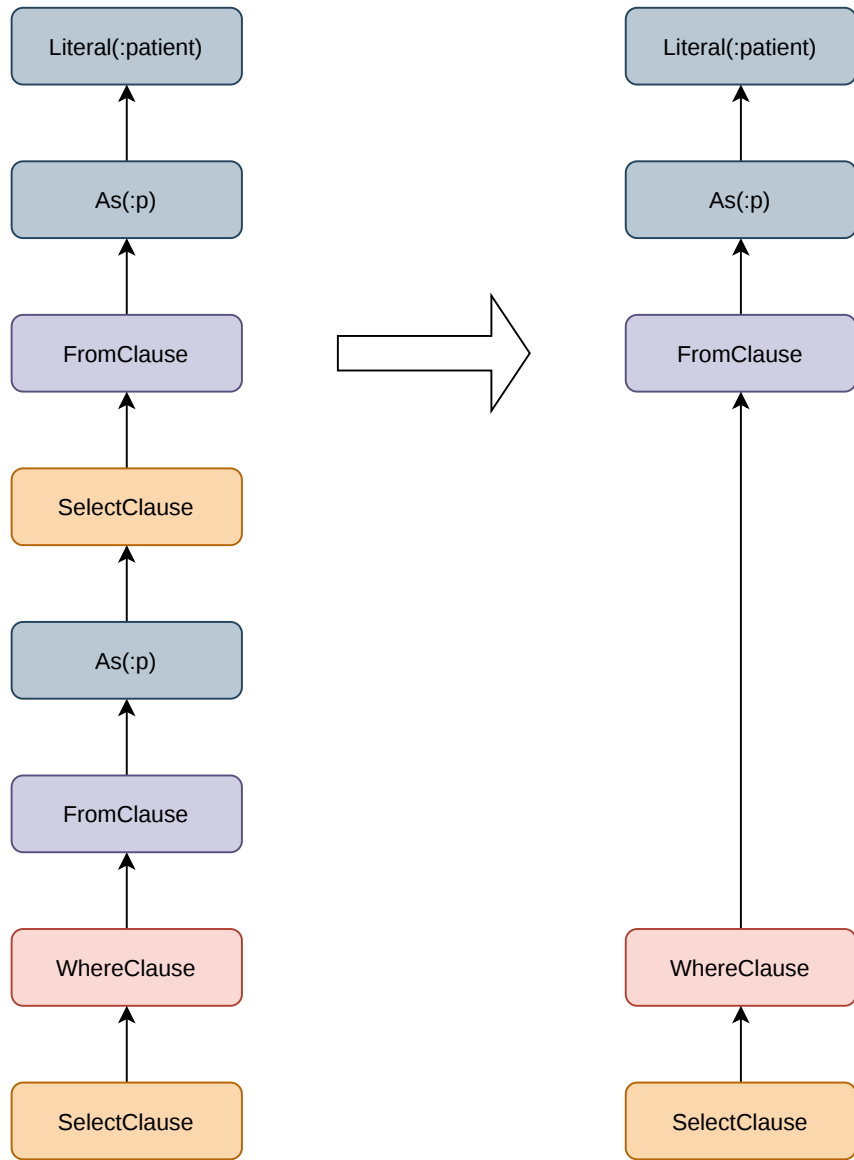 Literal(:patient)
As(:p)
FromClause
SelectClause
As(:p)
FromClause
WhereClause
SelectClause
Literal(:patient)
As(:p)
FromClause
WhereClause
SelectClause